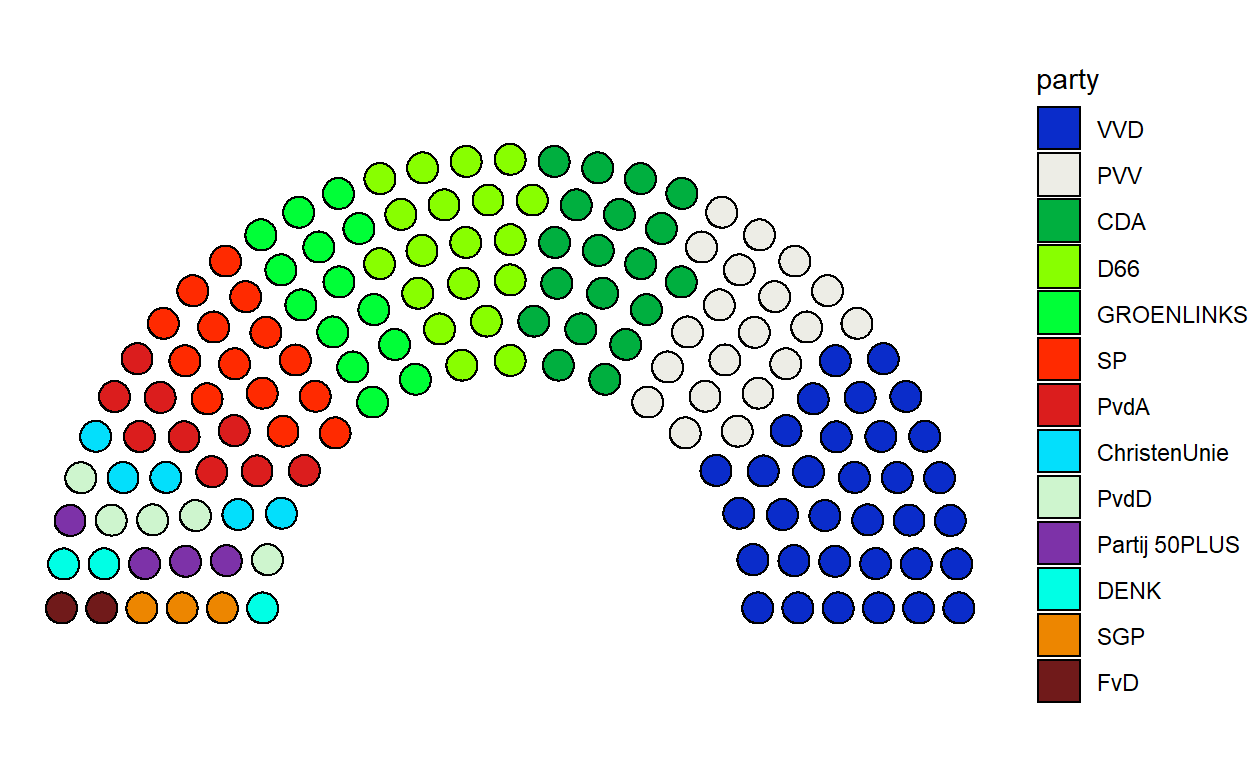 party
VVD
PVV
CDA
D66
GROENLINKS
SP
PvdA
ChristenUnie
PvdD
Partij 50PLUS
DENK
SGP
FvD